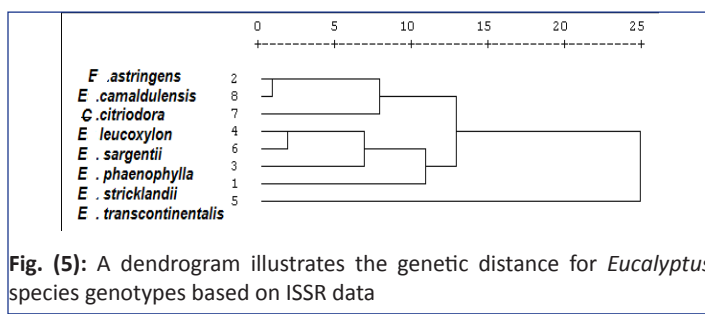 0 5 10 15 20 25
E .astringens 2
E .camaldulensis 8
C .citriodora 7
E leucoxylon 4
E . sargentii 6
E . phaenophylla 3
E . stricklandii 1
E . transcontinentalis 5
Fig. (5): A dendrogram illustrates the genetic distance for Eucalyptus
species genotypes based on ISSR data